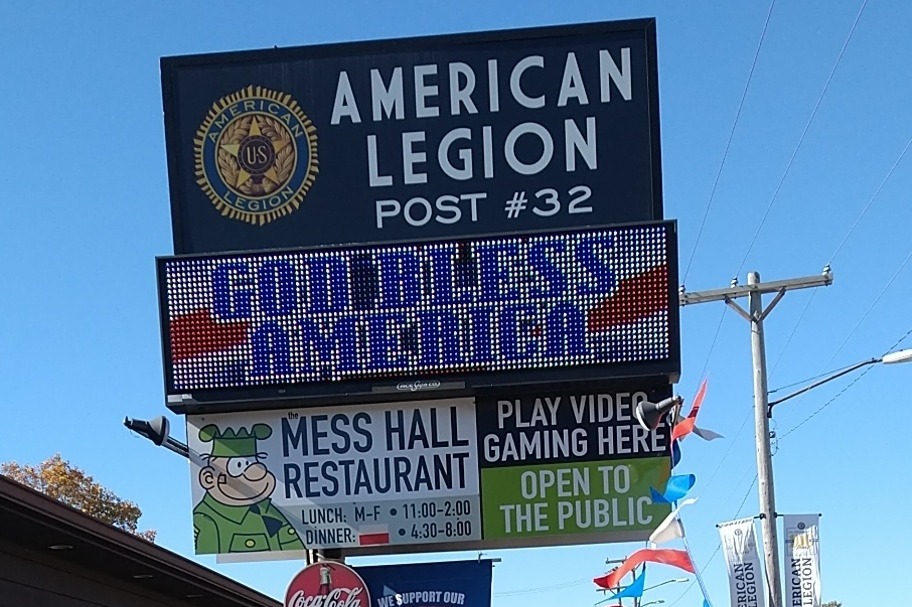 AMERICAN
LEGION
POST #32
AMERICAN
U·S
LEGION
GOD BLESS
AMERICA
the
MESS HALL
RESTAURANT
LUNCH: M-F • 11:00-2:00
DINNER: • 4:30-8:00
PLAY VIDEO
GAMING HERE
OPEN TO
THE PUBLIC
Coca-Cola
WE SUPPORT OUR
AMERICAN
LEGION
ERICAN
LEGION